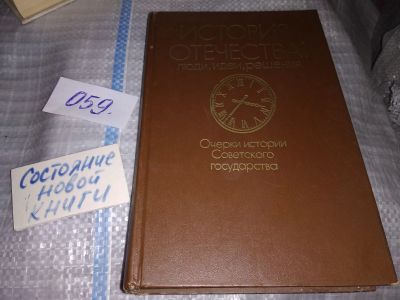 ИСТОРИЯ
ОТЕЧЕСТВА:
люди, идеи, решения
Очерки истории
Советского
государства
059.
СОСТОЯНИЕ
НОВОЙ
КНИГИ